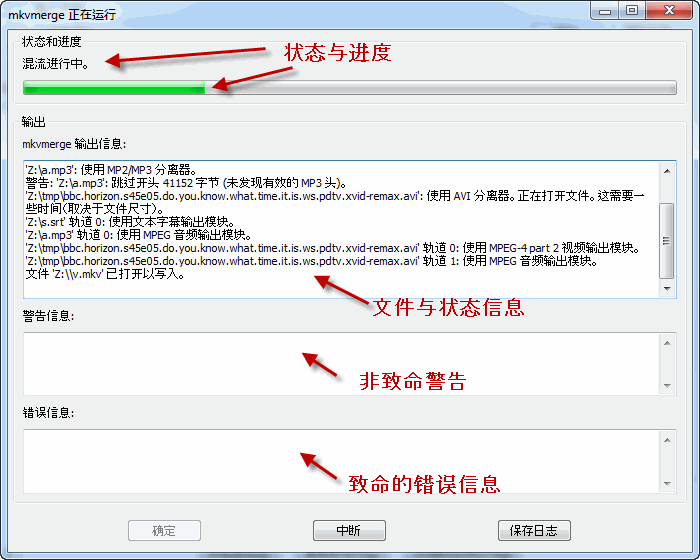 mkvmerge 正在运行
状态和进度
混流进行中。
状态与进度
输出
mkvmerge 输出信息:
'Z:\a.mp3': 使用 MP2/MP3 分离器。
警告: 'Z:\a.mp3': 跳过开头 41152 字节 (未发现有效的 MP3 头)。
'Z:\tmp\bbc.horizon.s45e05.do.you.know.what.time.it.is.ws.pdtv.xvid-remax.avi': 使用 AVI 分离器。正在打开文件。这需要一
些时间(取决于文件尺寸)。
'Z:\s.srt' 轨道 0: 使用文本字幕输出模块。
'Z:\a.mp3' 轨道 0: 使用 MPEG 音频输出模块。
'Z:\tmp\bbc.horizon.s45e05.do.you.know.what.time.it.is.ws.pdtv.xvid-remax.avi' 轨道 0: 使用 MPEG-4 part 2 视频输出模块。
'Z:\tmp\bbc.horizon.s45e05.do.you.know.what.time.it.is.ws.pdtv.xvid-remax.avi' 轨道 1: 使用 MPEG 音频输出模块。
文件 'Z:\\v.mkv' 已打开以写入。
文件与状态信息
警告信息:
非致命警告
错误信息:
致命的错误信息
确定
中断
保存日志